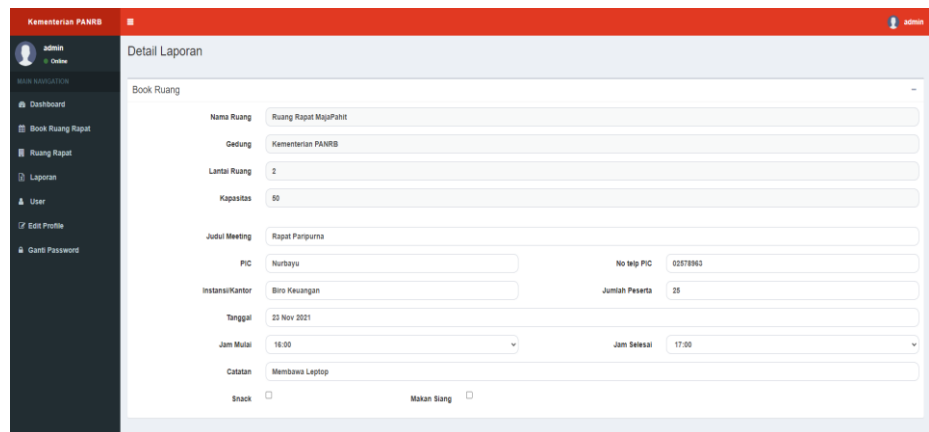 Kementerian PANRB
admin
admin
Online
Detail Laporan
MAIN NAVIGATION
Dashboard
Book Ruang Rapat
Ruang Rapat
Laporan
User
Edit Profile
Ganti Password
Book Ruang
Nama Ruang Ruang Rapat MajaPahit
Gedung Kementerian PANRB
Lantai Ruang 2
Kapasitas 50
Judul Meeting Rapat Paripurna
PIC Nurbayu No telp PIC 02578963
Instansi/Kantor Biro Keuangan Jumlah Peserta 25
Tanggal 23 Nov 2021
Jam Mulai 16:00 Jam Selesai 17:00
Catatan Membawa Leptop
Snack Makan Siang